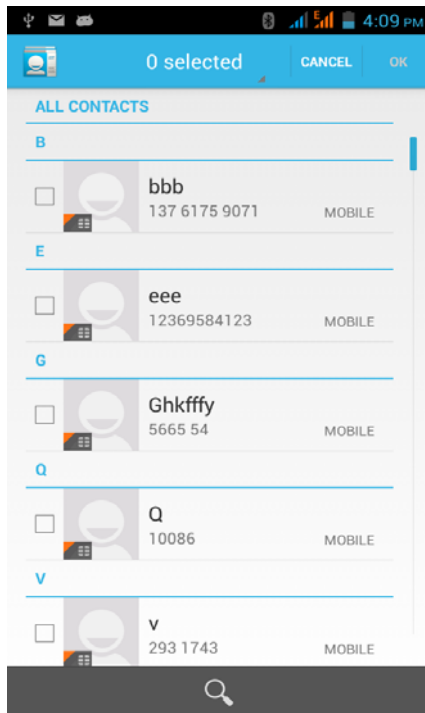 E
4:09 PM
0 selected
CANCEL
OK
ALL CONTACTS
B
bbb
137 6175 9071
MOBILE
E
eee
12369584123
MOBILE
G
Ghkfffy
5665 54
MOBILE
Q
Q
10086
MOBILE
V
v
293 1743
MOBILE